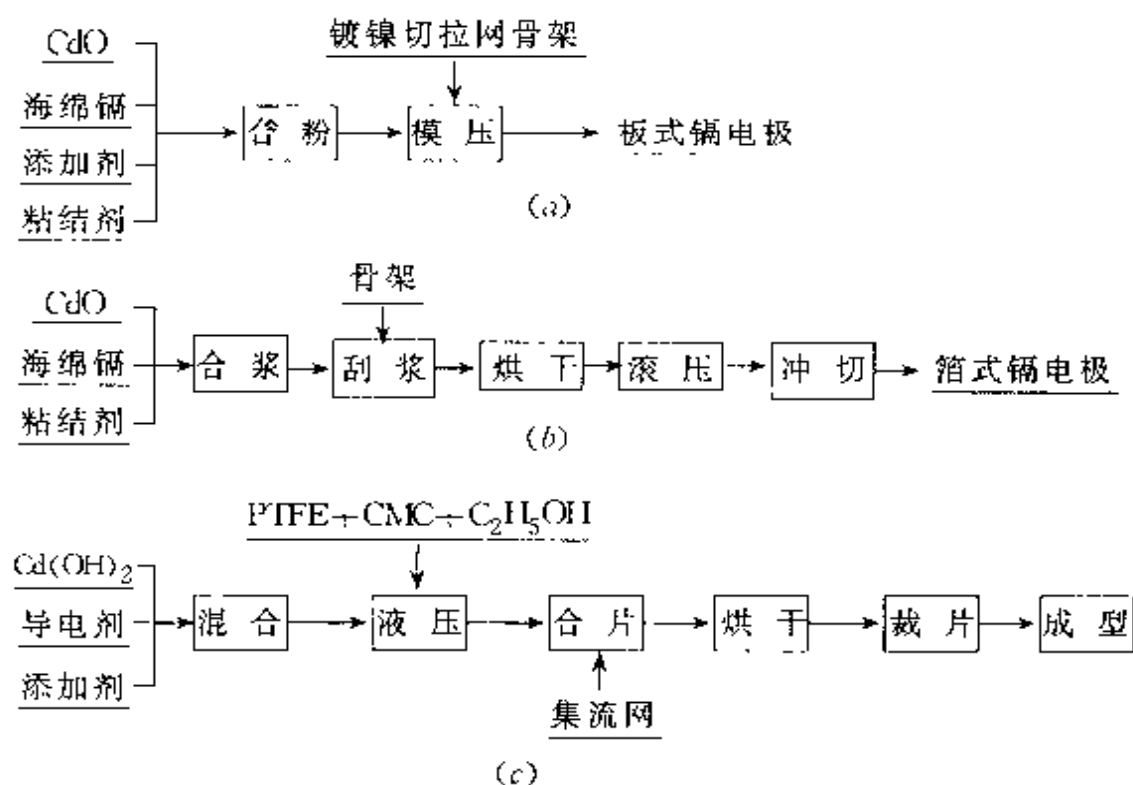 CdO
海绵镉
添加剂
粘结剂
镀镍切拉网骨架
合粉
模压
板式镉电极
(a)
CdO
海绵镉
粘结剂
骨架
合浆
刮浆
烘干
滚压
冲切
箔式镉电极
(b)
PTFE+CMC+C₂H₅OH
Cd(OH)₂
导电剂
添加剂
混合
液压
合片
烘干
裁片
成型
集流网
(c)